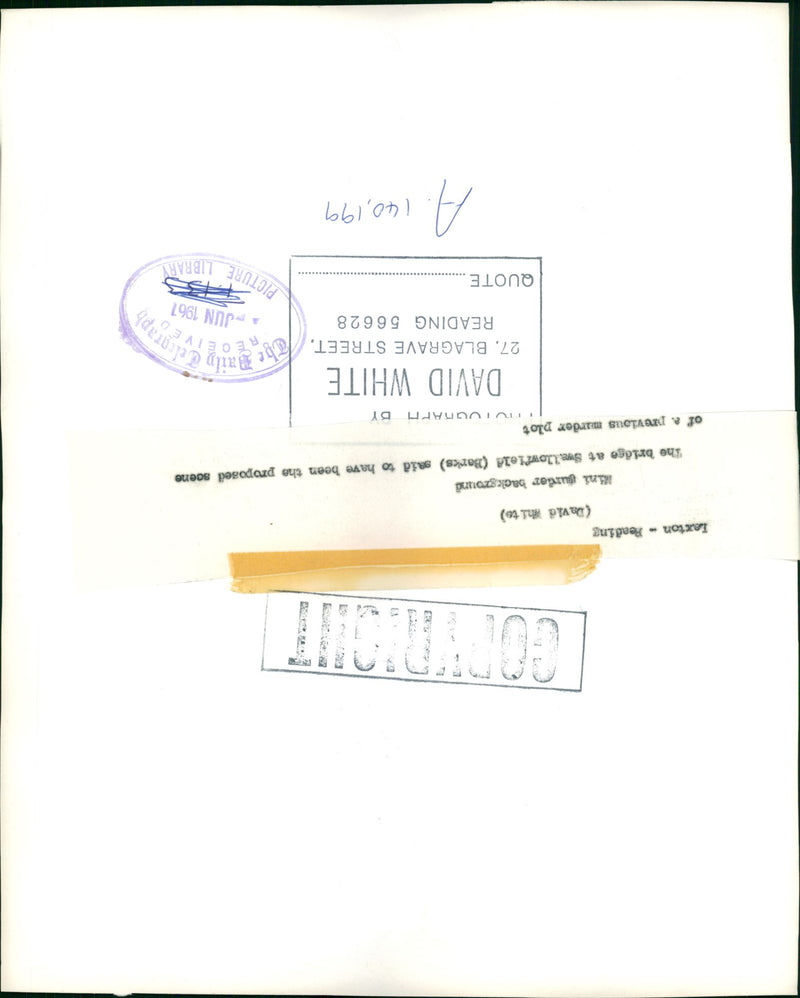 COPYRIGHT
Laxton - Reading
(David White)
Mini murder background
The bridge at Swallowfield (Berks) said to have been the proposed scene
of a previous murder plot
PHOTOGRAPH BY
DAVID WHITE
27. BLAGRAVE STREET.
READING 56628
QUOTE
The Daily Telegraph
RECEIVED
JUN 1967
PICTURE LIBRARY
A. 140,199